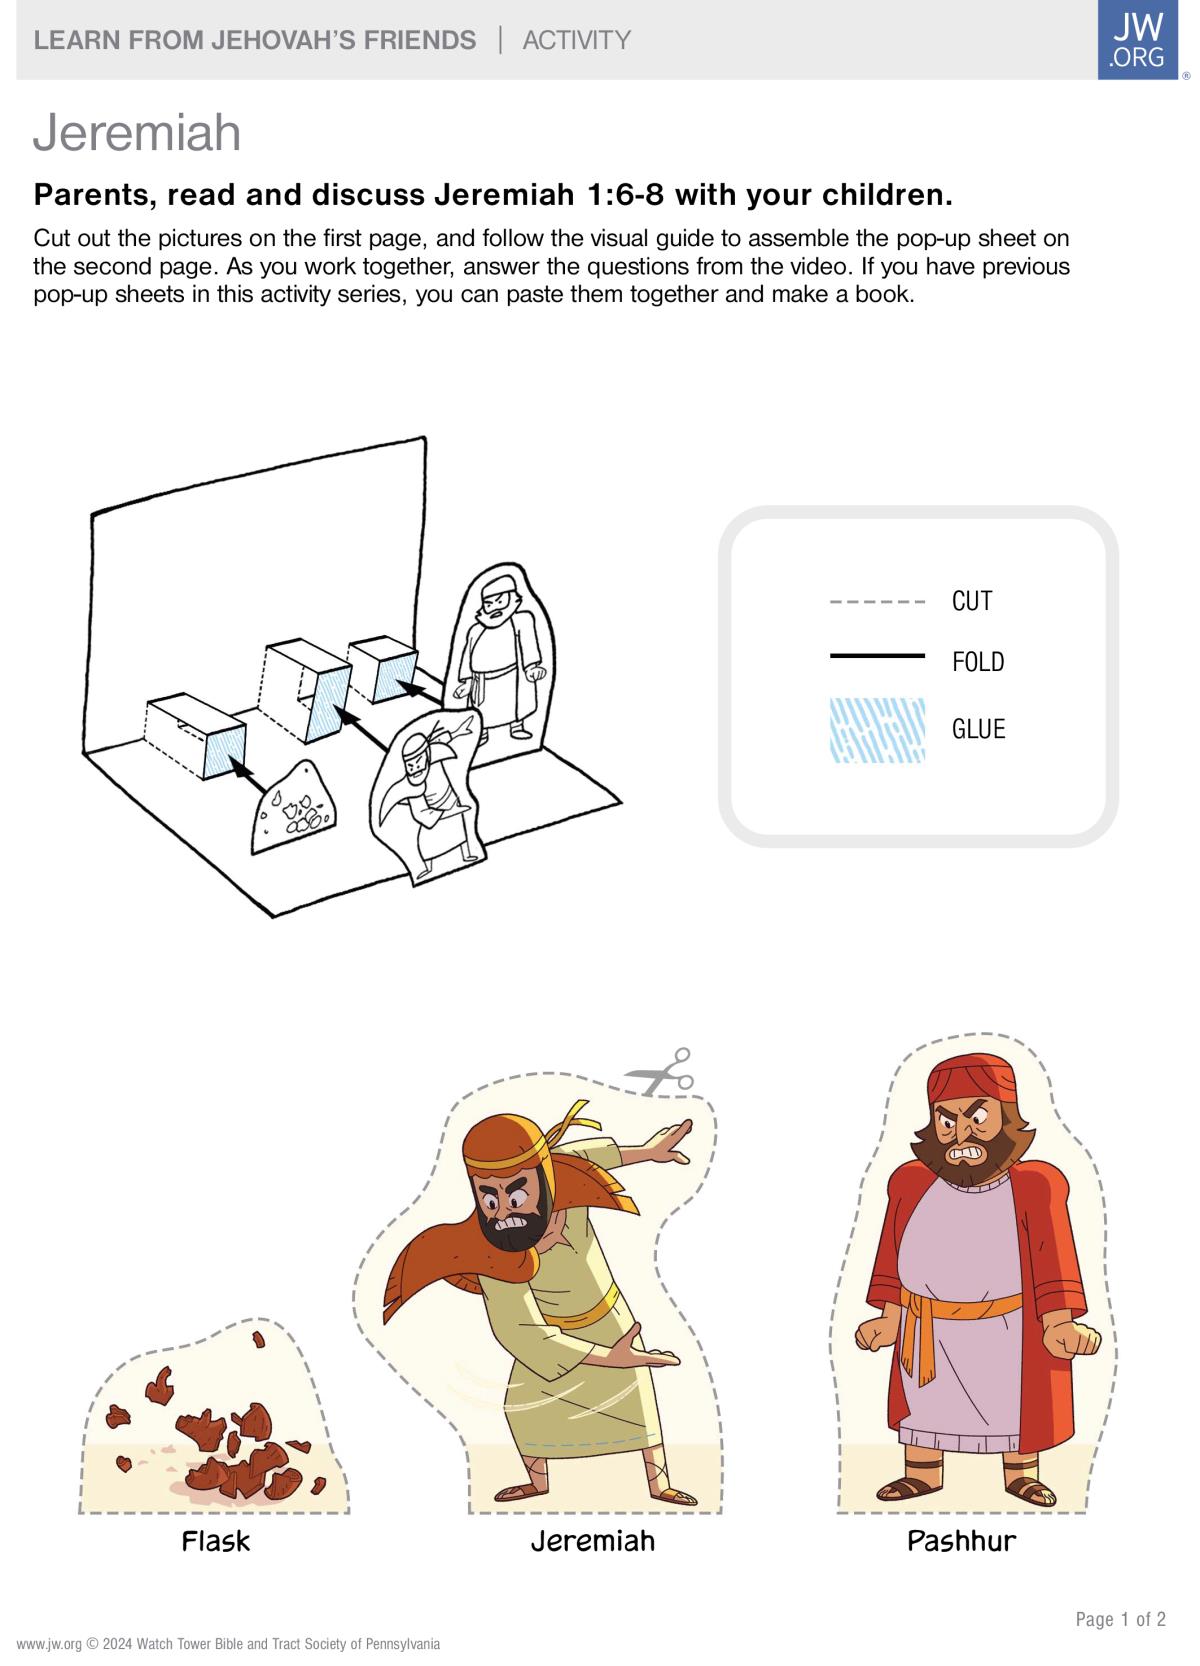 LEARN FROM JEHOVAH'S FRIENDS | ACTIVITY
JW
.ORG
®
Jeremiah
Parents, read and discuss Jeremiah 1:6-8 with your children.
Cut out the pictures on the first page, and follow the visual guide to assemble the pop-up sheet on
the second page. As you work together, answer the questions from the video. If you have previous
pop-up sheets in this activity series, you can paste them together and make a book.
CUT
FOLD
GLUE
Flask
Jeremiah
Pashhur
Page 1 of 2
www.jw.org © 2024 Watch Tower Bible and Tract Society of Pennsylvania